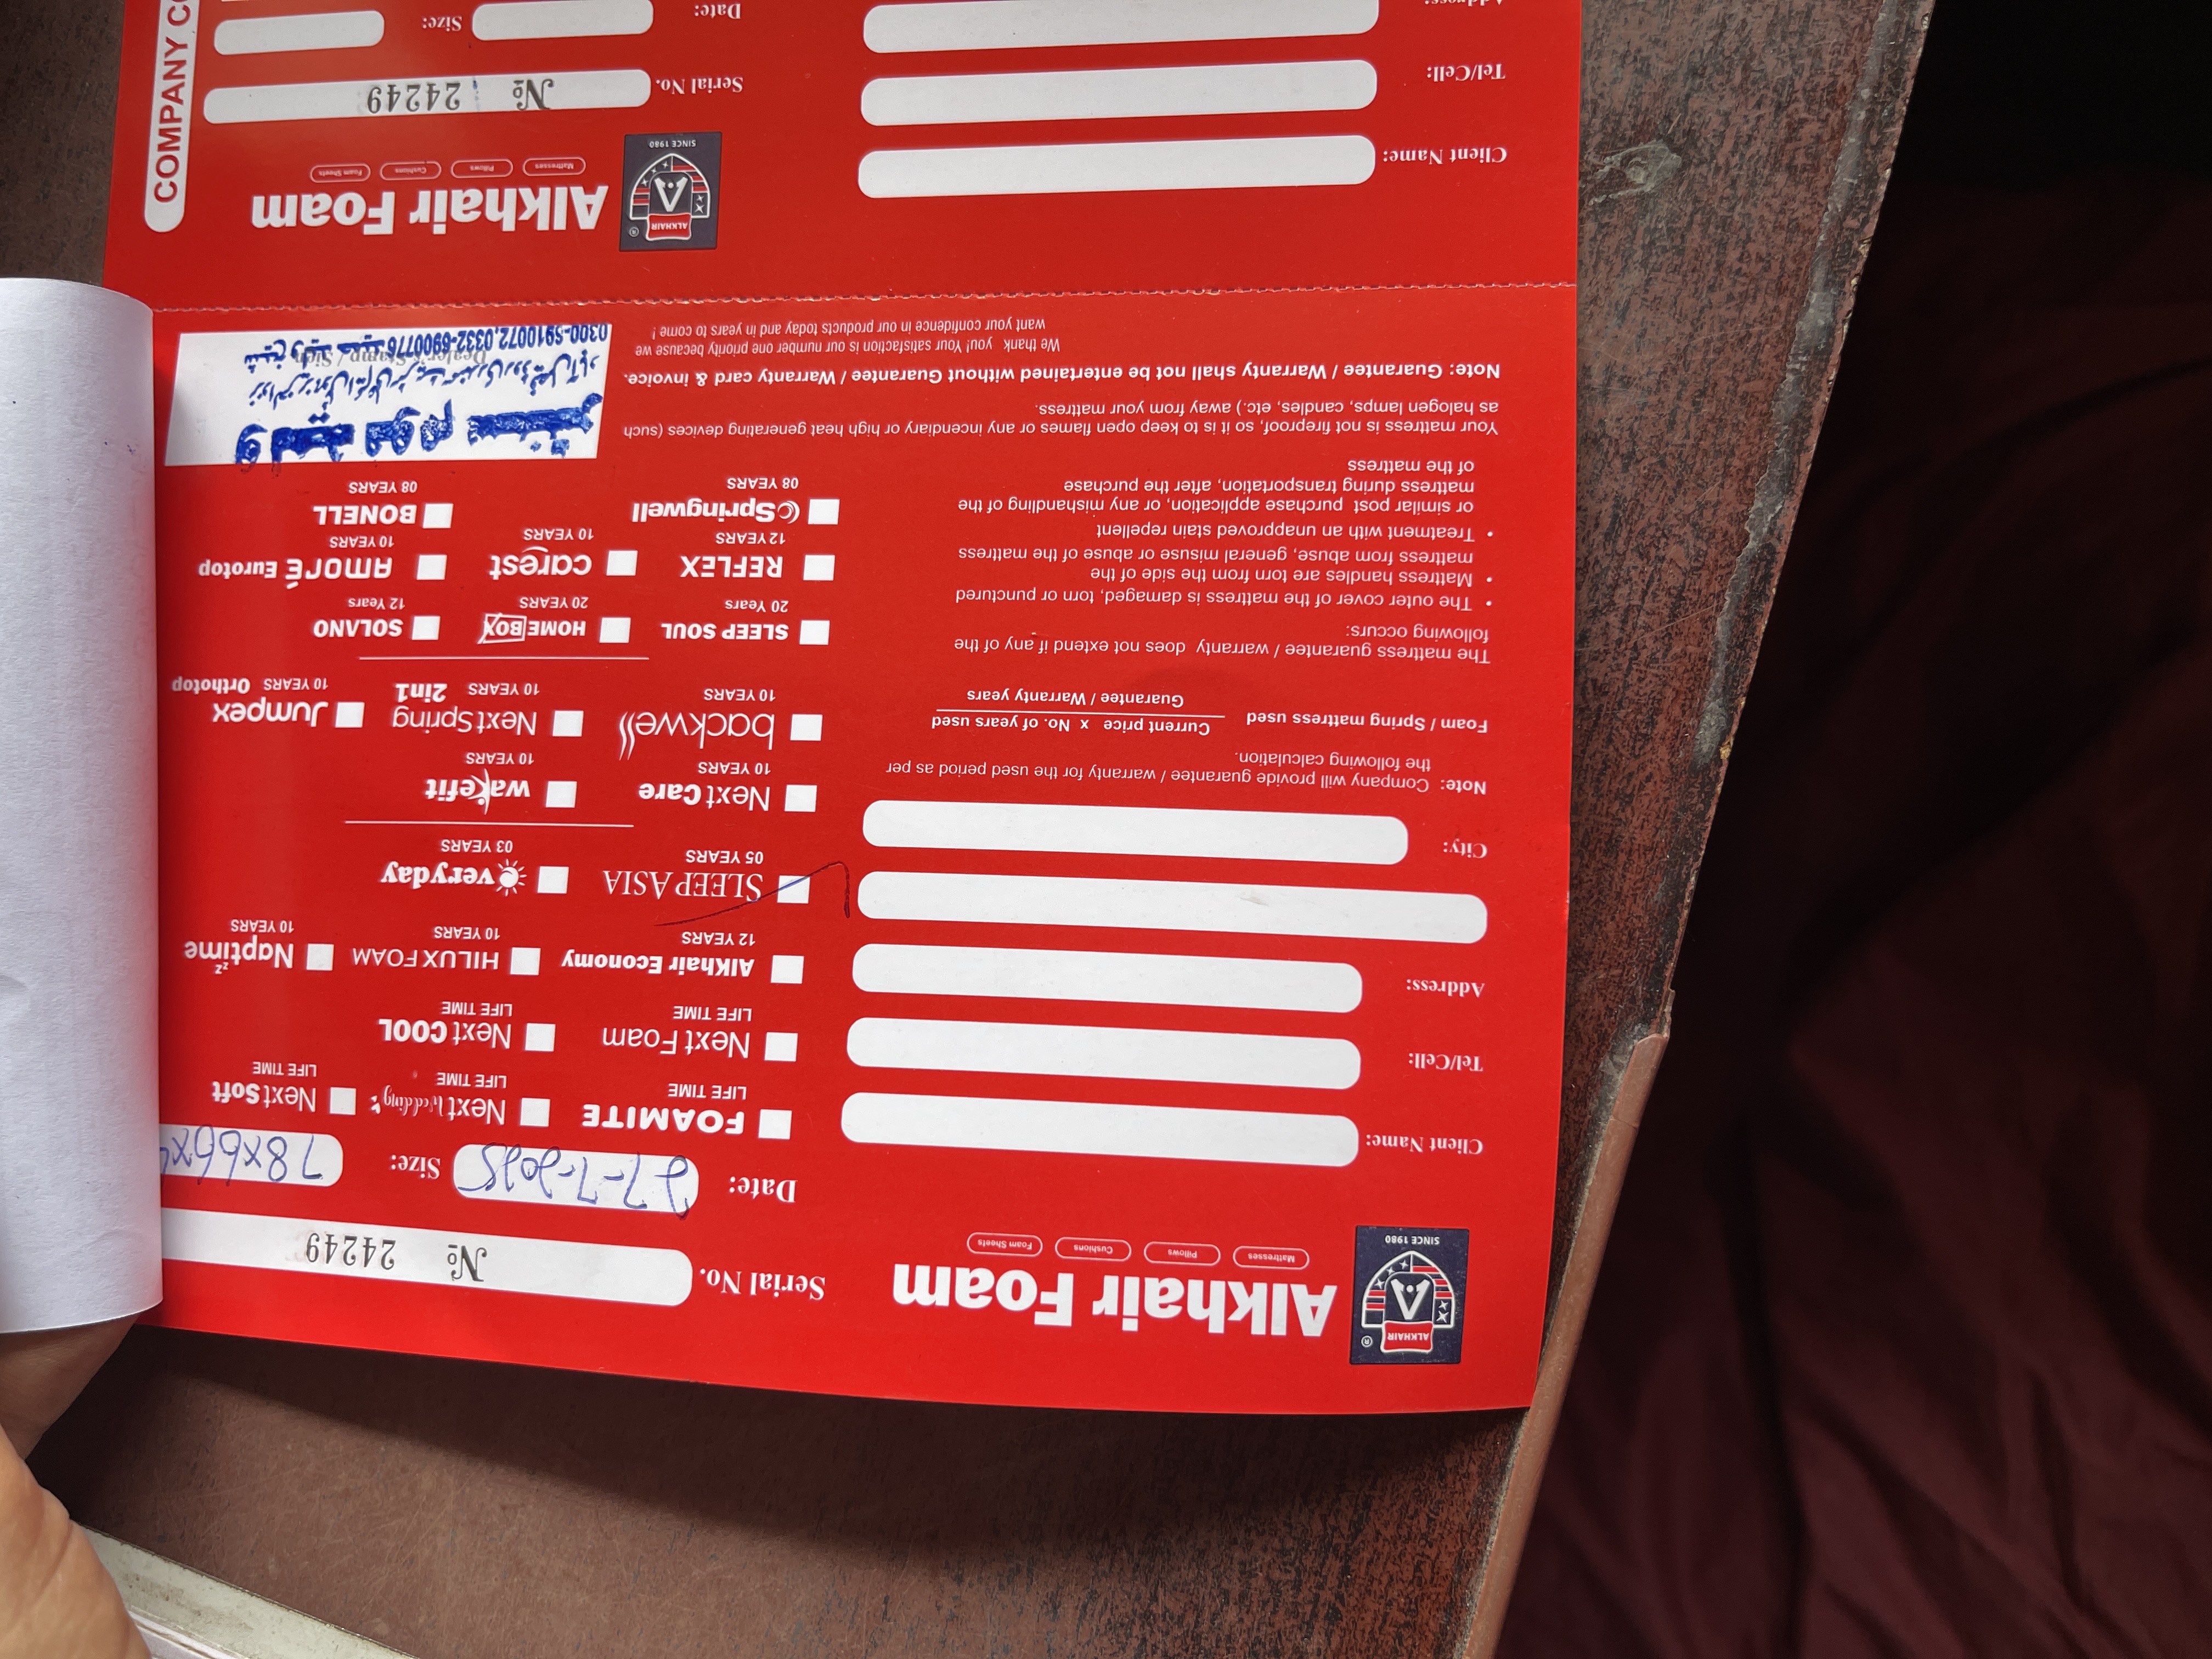 Alkhair Foam
ALKHAIR
SINCE 1980
Mattresses Pillows Cushions Foam Sheets
Serial No. № 24249
Date: 27-7-2025 Size: 78x66x
Client Name:
Tel/Cell:
Address:
City:
Note: Company will provide guarantee / warranty for the used period as per
the following calculation.
Foam / Spring mattress used Current price x No. of years used
Guarantee / Warranty years
The mattress guarantee / warranty does not extend if any of the
following occurs:
• The outer cover of the mattress is damaged, torn or punctured
• Mattress handles are torn from the side of the
mattress from abuse, general misuse or abuse of the mattress
• Treatment with an unapproved stain repellent
or similar post purchase application, or any mishandling of the
mattress during transportation, after the purchase
of the mattress
FOAMITE Next Wedding's Next Soft
LIFE TIME LIFE TIME LIFE TIME
Next Foam Next COOL
LIFE TIME LIFE TIME
Alkhair Economy HILUX FOAM Naptime
12 YEARS 10 YEARS 10 YEARS
SLEEP ASIA everyday
05 YEARS 03 YEARS
Next Care wakefit
10 YEARS 10 YEARS
backwell Next Spring 2in1 Jumpex Orthotop
10 YEARS 10 YEARS 10 YEARS
SLEEP SOUL HOME BOX SOLANO
20 Years 20 YEARS 12 Years
REFLEX carest AMORÉ Eurotop
12 YEARS 10 YEARS 10 YEARS
Springwell BONELL
08 YEARS 08 YEARS
Your mattress is not fireproof, so it is to keep open flames or any incendiary or high heat generating devices (such
as halogen lamps, candles, etc.) away from your mattress.
Note: Guarantee / Warranty shall not be entertained without Guarantee / Warranty card & invoice.
We thank you! Your satisfaction is our number one priority because we
want your confidence in our products today and in years to come !
Dealer's Stamp / Sign
0300-5910072, 0332-6900776
Alkhair Foam
ALKHAIR
SINCE 1980
Mattresses Pillows Cushions Foam Sheets
COMPANY CO
Serial No. № 24249
Date: Size:
Client Name:
Tel/Cell:
Address: